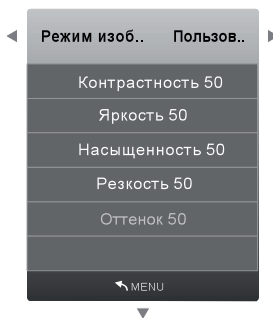 Режим изоб.. Пользов..
Контрастность 50
Яркость 50
Насыщенность 50
Резкость 50
Оттенок 50
MENU